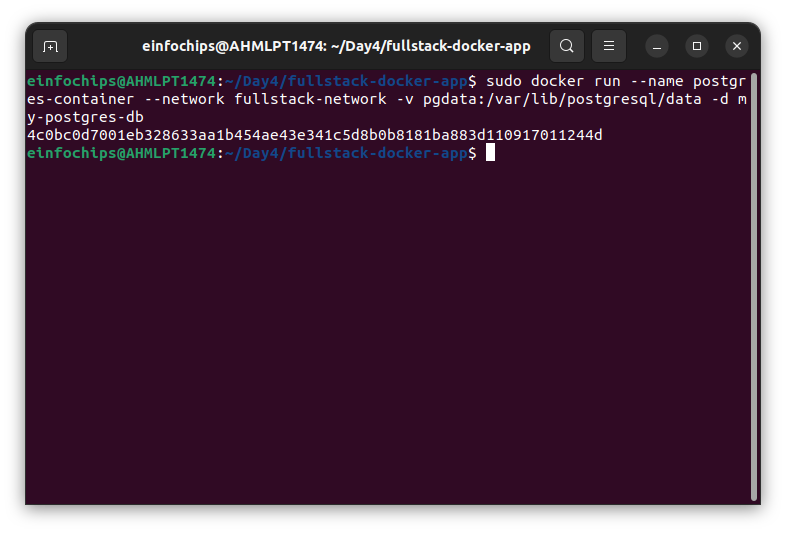 einfochips@AHMLPT1474: ~/Day4/fullstack-docker-app
einfochips@AHMLPT1474:~/Day4/fullstack-docker-app$ sudo docker run --name postgr
es-container --network fullstack-network -v pgdata:/var/lib/postgresql/data -d m
y-postgres-db
4c0bc0d7001eb328633aa1b454ae43e341c5d8b0b8181ba883d110917011244d
einfochips@AHMLPT1474:~/Day4/fullstack-docker-app$